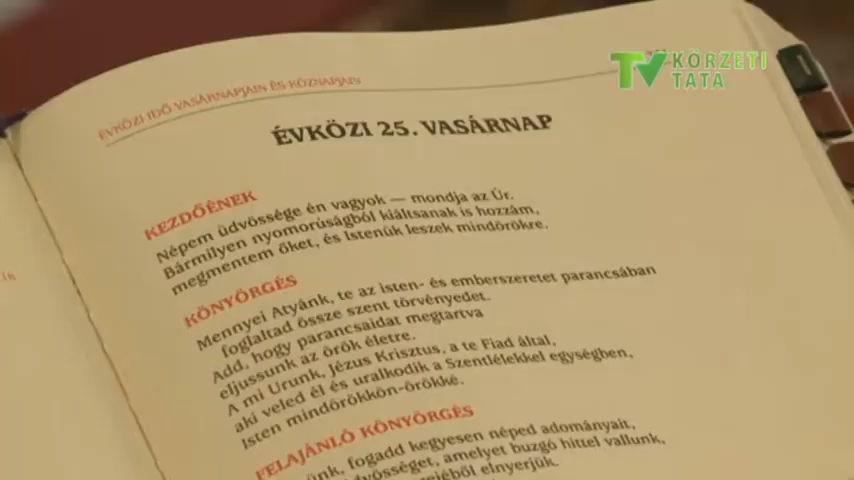 TV KÖRZETI
TATA
ÉVKÖZI IDŐ VASÁRNAPJAIN ÉS KÖZNAPJAIN
ÉVKÖZI 25. VASÁRNAP
KEZDŐÉNEK
Népem üdvössége én vagyok — mondja az Úr.
Bármilyen nyomorúságból kiáltsanak is hozzám,
megmentem őket, és Istenük leszek mindörökre.
KÖNYÖRGÉS
Mennyei Atyánk, te az isten- és emberszeretet parancsában
foglaltad össze szent törvényedet.
Add, hogy parancsaidat megtartva
eljussunk az örök életre.
A mi Urunk, Jézus Krisztus, a te Fiad által,
aki veled él és uralkodik a Szentlélekkel egységben,
Isten mindörökkön-örökké.
FELAJÁNLÓ KÖNYÖRGÉS
fogadd kegyesen néped adományait,
amelyet buzgó hittel vallunk,
elnyerjük.